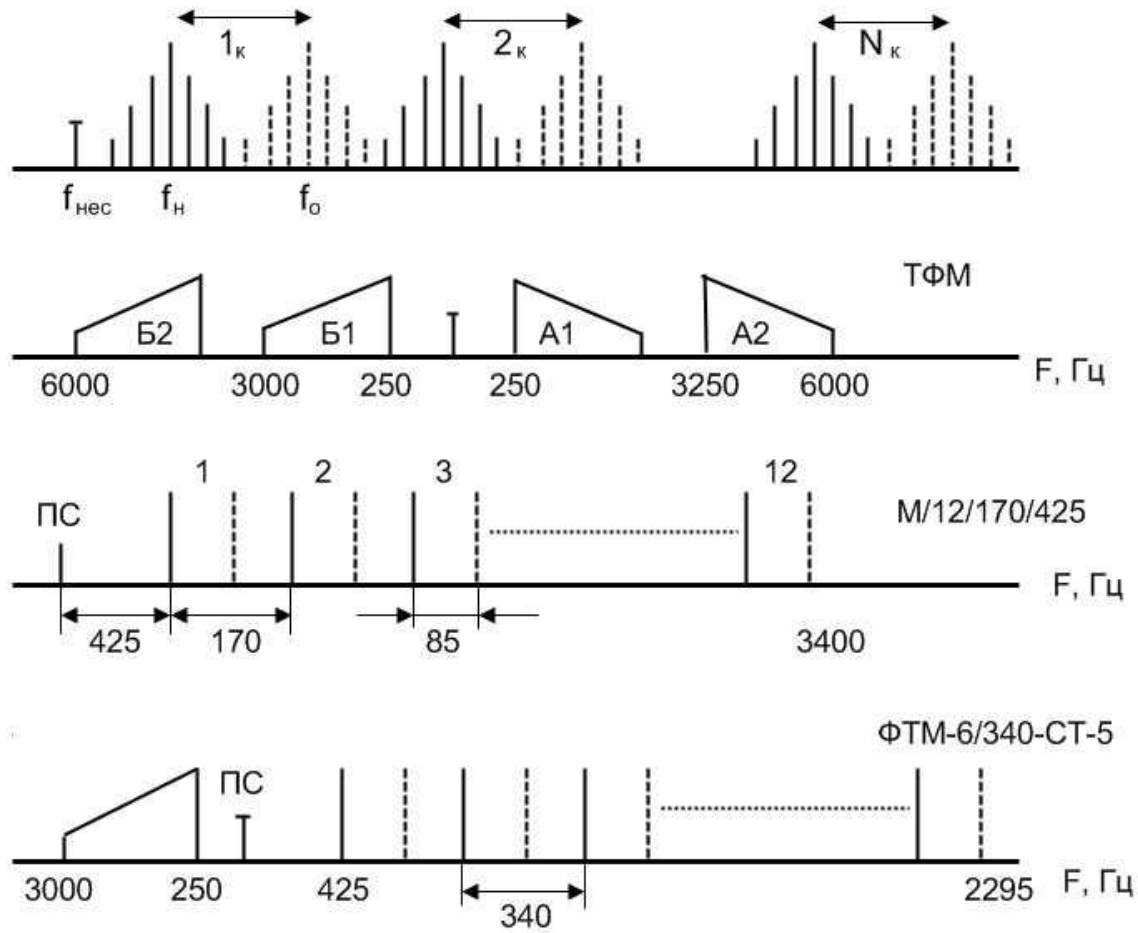 1к 2к Nк
fнес fн fо
ТФМ
Б2 Б1 А1 А2
6000 3000 250 250 3250 6000 F, Гц
1 2 3 12
ПС М/12/170/425
F, Гц
425 170 85 3400
ФТМ-6/340-СТ-5
ПС
3000 250 425 2295 F, Гц
340